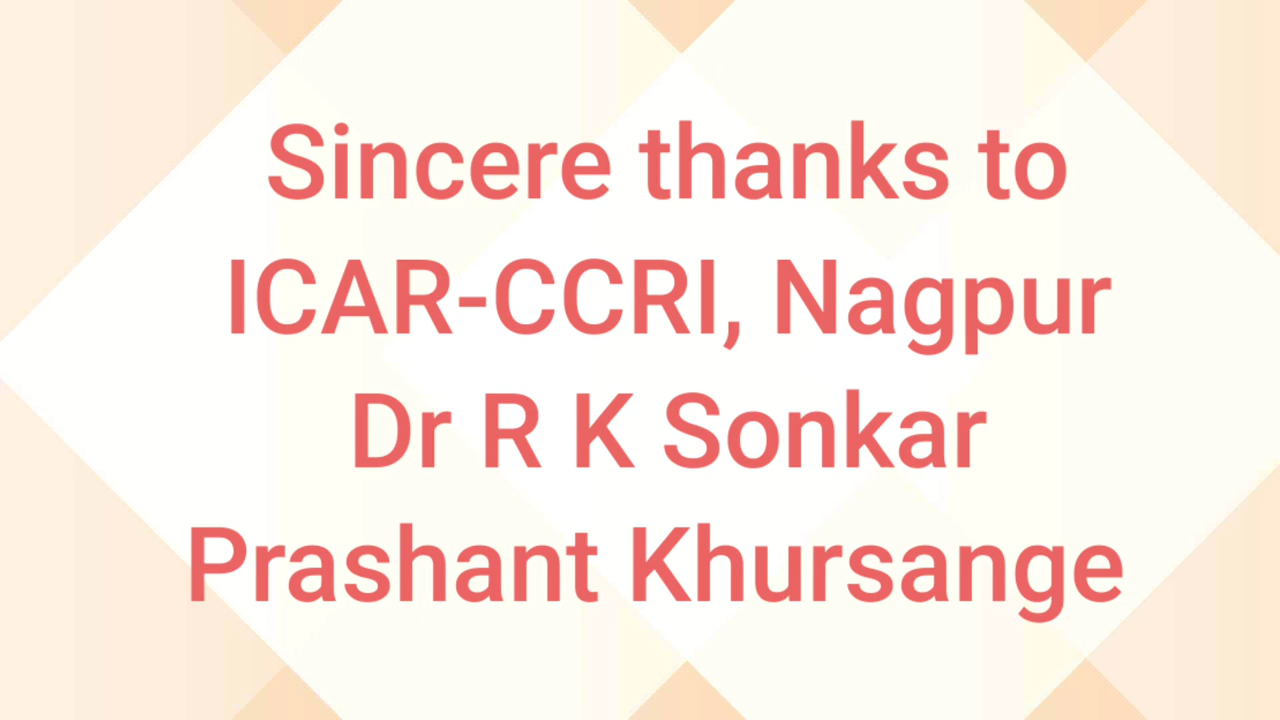 Sincere thanks to
ICAR-CCRI, Nagpur
Dr R K Sonkar
Prashant Khursange